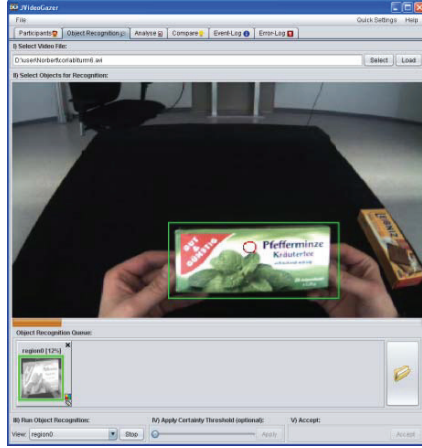 JVideoGazer
File
Quick Settings Help
Participants Object Recognition Analyse Compare Event-Log Error-Log
I) Select Video File:
Select Load
II) Select Objects for Recognition:
GUT & GÜNSTIG
Pfefferminze
Kräutertee
LEIBNIZ
Object Recognition Queue:
region0 [12%]
III) Run Object Recognition: IV) Apply Certainty Threshold (optional): V) Accept:
View: region0 Stop Apply Accept